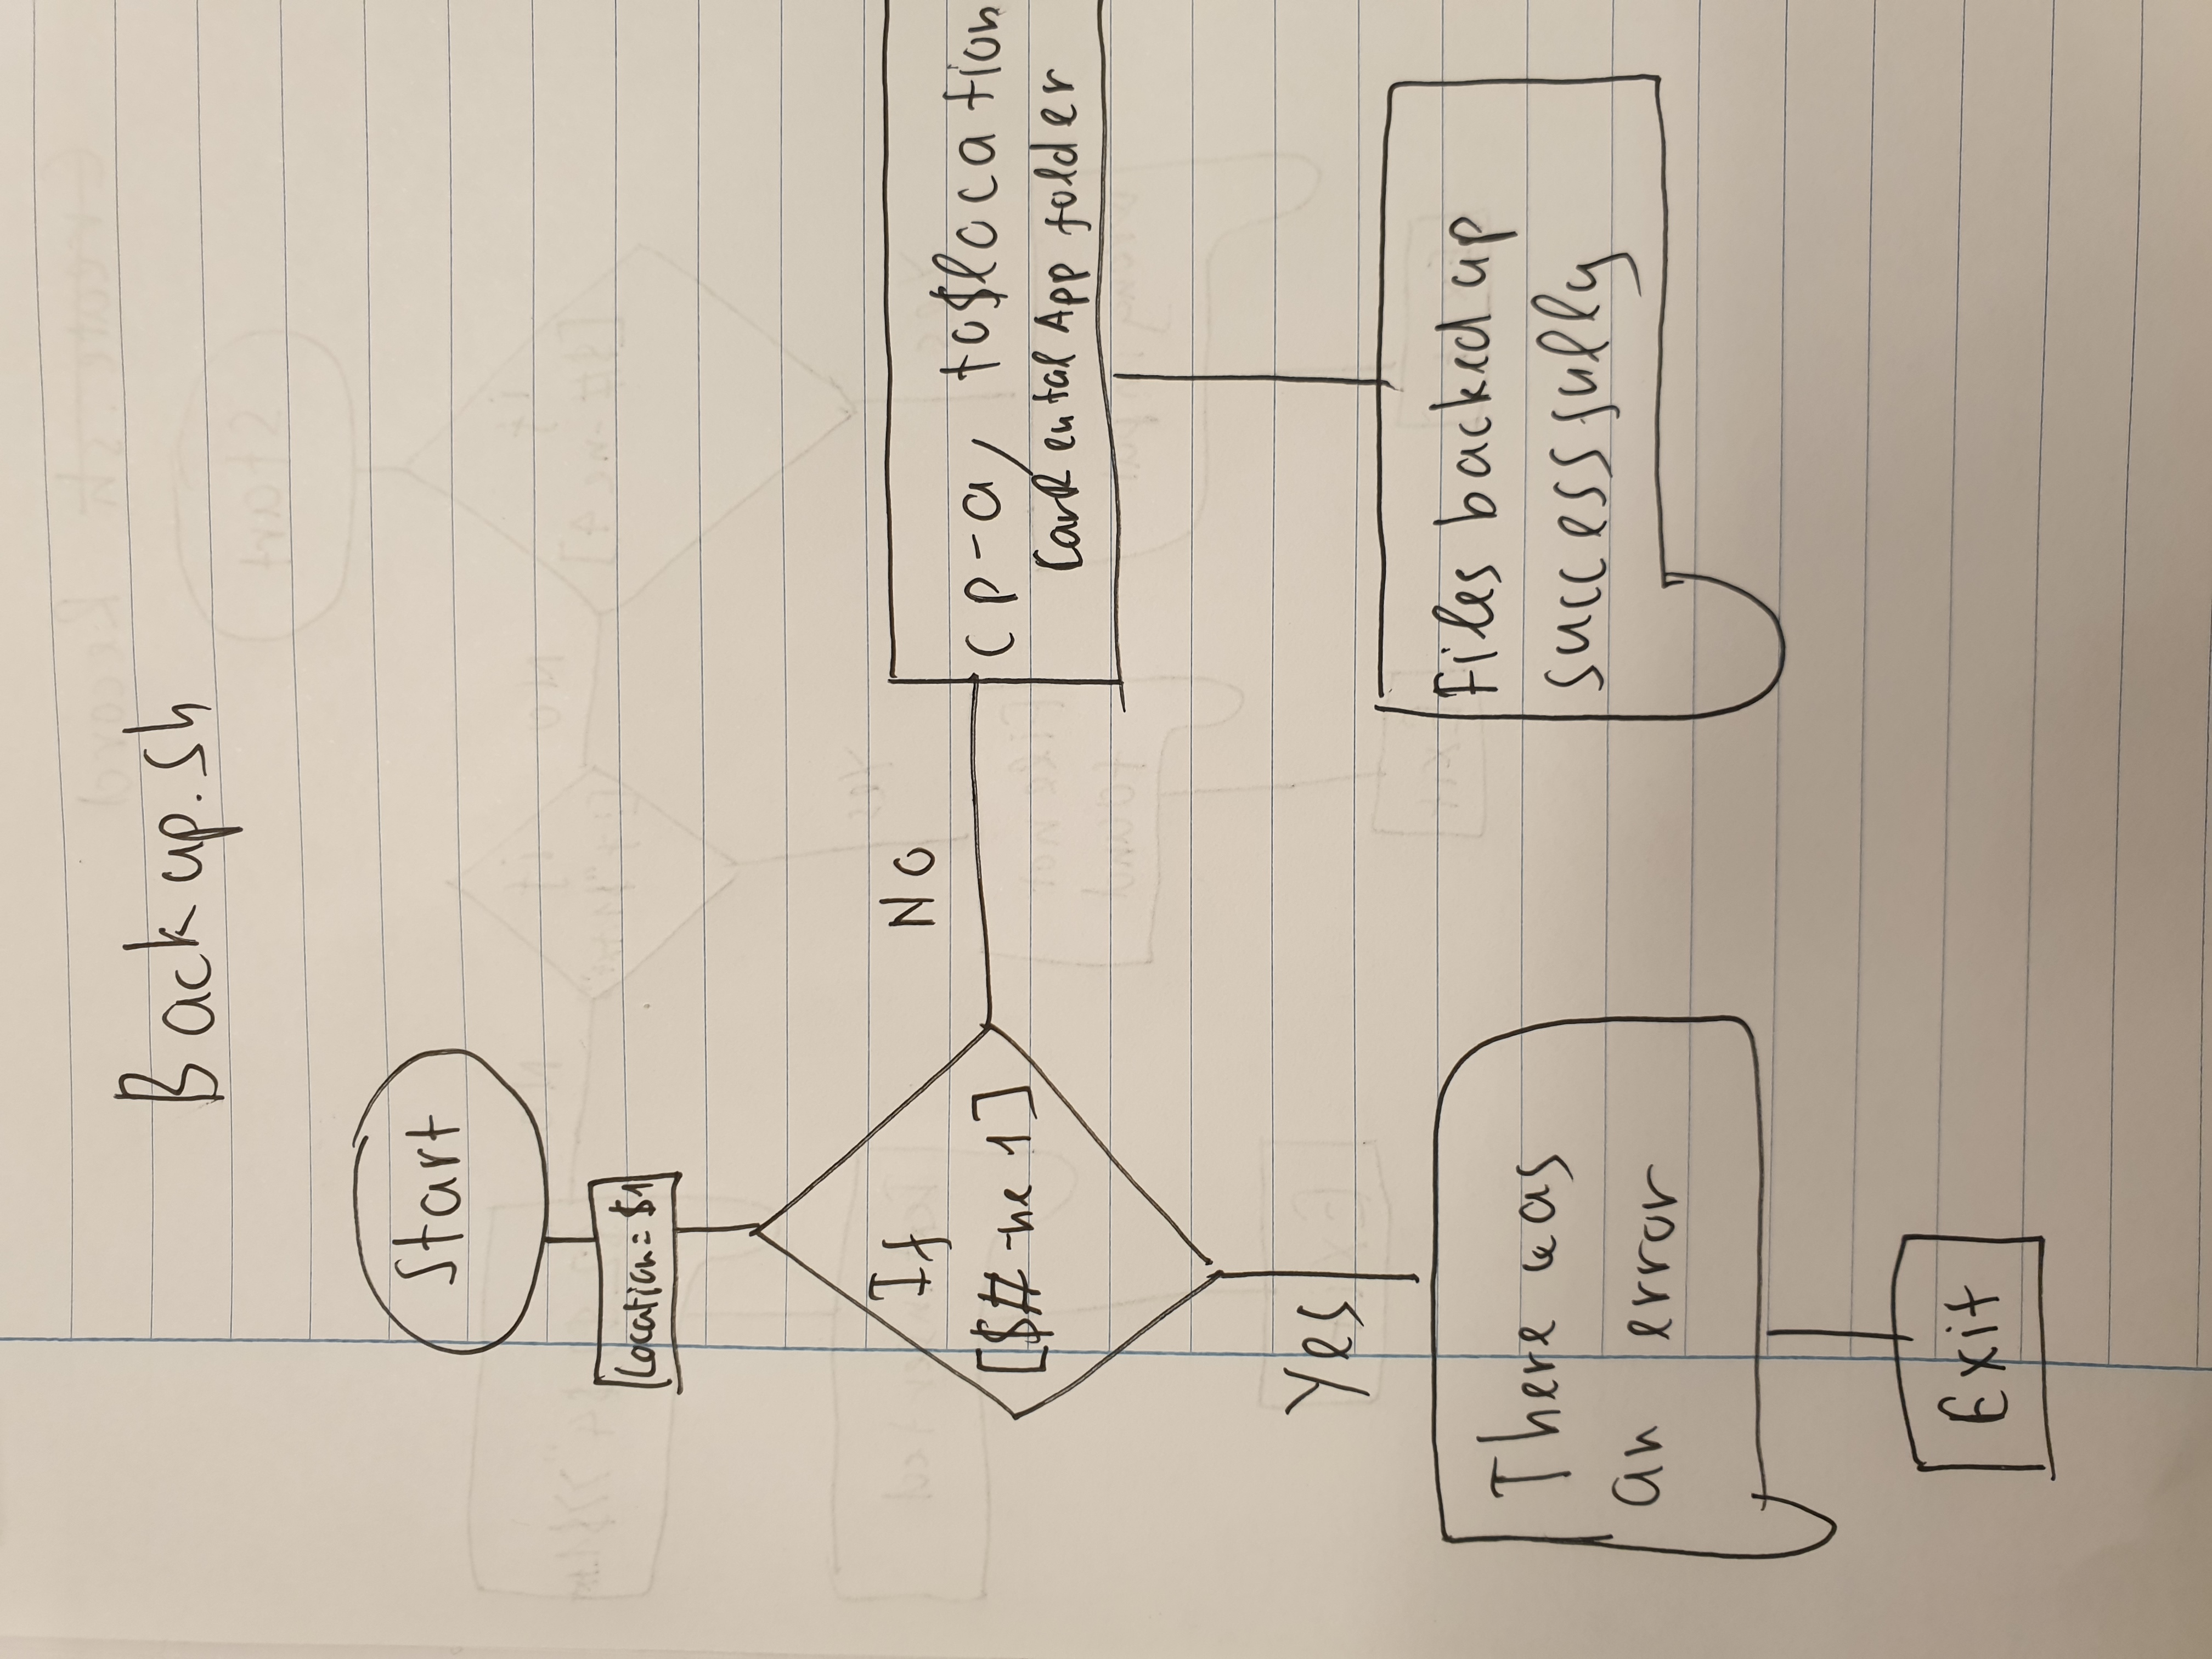 Backup.sh
Start
Location = $1
If
[$# -ne 1]
NO
cp -a, to $location
CarRental App folder
Yes
Files backed up
successfully
There was
an error
Exit